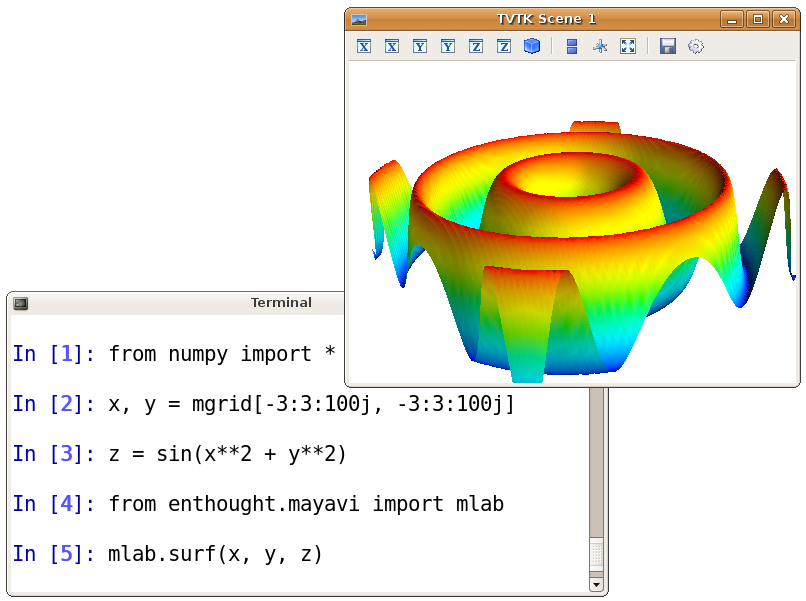 TVTK Scene 1
X X Y Y Z Z
Terminal
In [1]: from numpy import *
In [2]: x, y = mgrid[-3:3:100j, -3:3:100j]
In [3]: z = sin(x**2 + y**2)
In [4]: from enthought.mayavi import mlab
In [5]: mlab.surf(x, y, z)